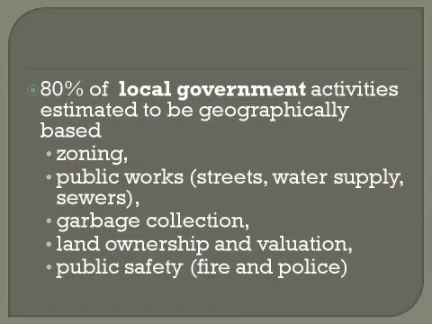 80% of local government activities
estimated to be geographically
based
• zoning,
• public works (streets, water supply,
sewers),
• garbage collection,
• land ownership and valuation,
• public safety (fire and police)